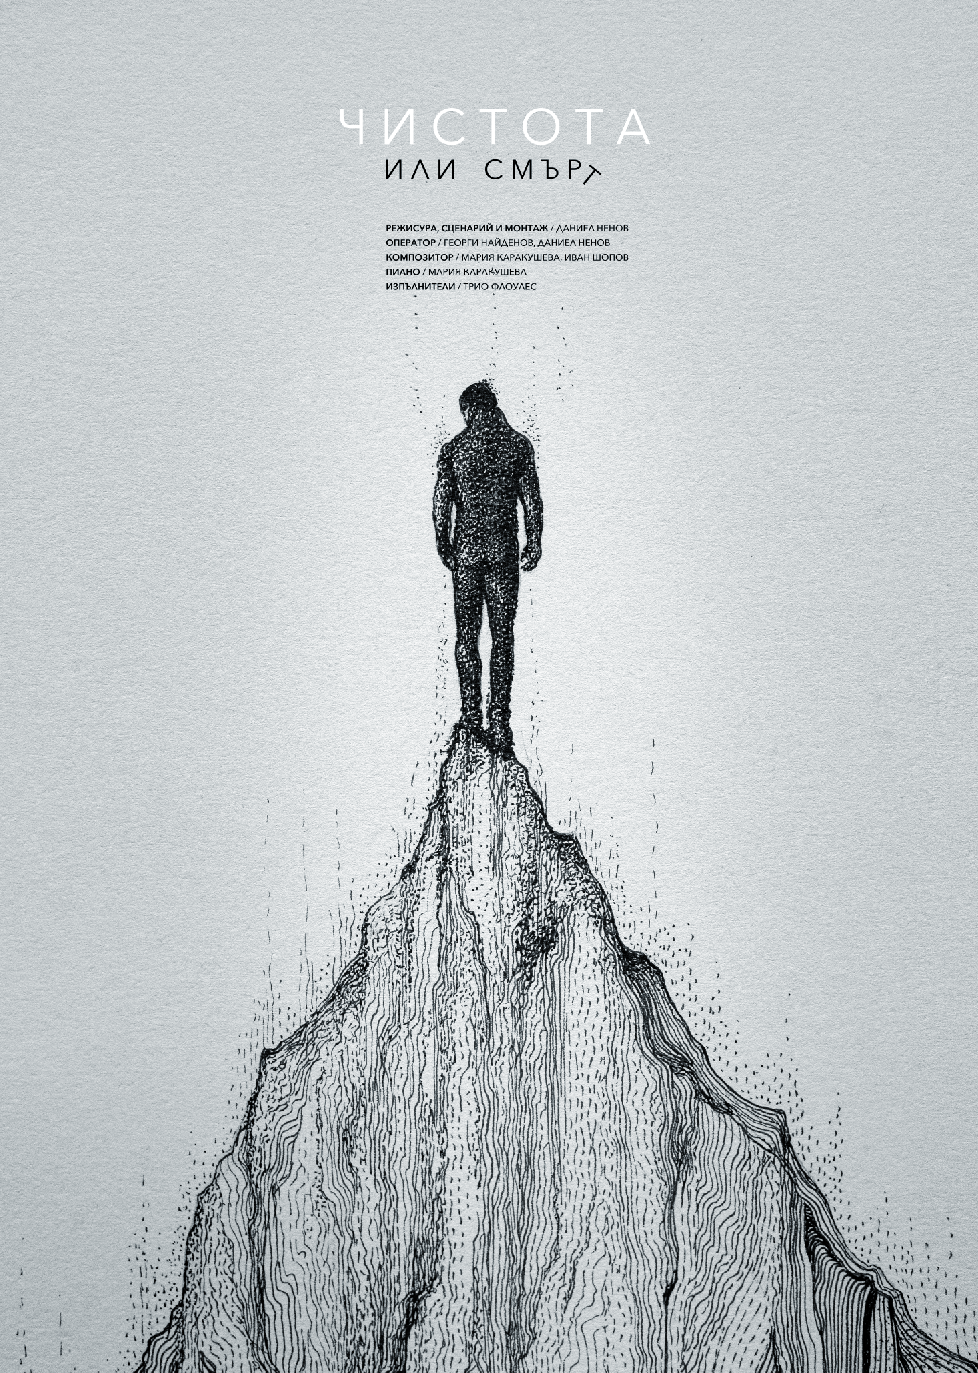 ЧИСТОТА
ИЛИ СМЪРТ
РЕЖИСУРА, СЦЕНАРИЙ И МОНТАЖ / ДАНИЕЛ НЕНОВ
ОПЕРАТОР / ГЕОРГИ НАЙДЕНОВ, ДАНИЕЛ НЕНОВ
КОМПОЗИТОР / МАРИЯ КАРАКУШЕВА, ИВАН ШОПОВ
ПИАНО / МАРИЯ КАРАКУШЕВА
ИЗПЪЛНИТЕЛИ / ТРИО ФЛОУЛЕС